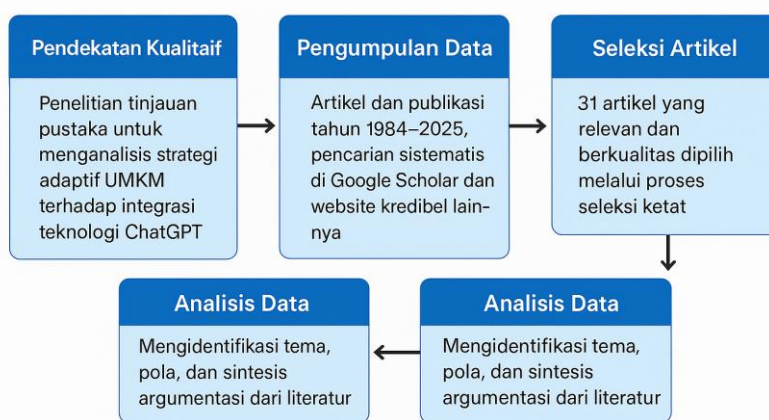 Pendekatan Kualitaif
Penelitian tinjauan
pustaka untuk
menganalisis strategi
adaptif UMKM
terhadap integrasi
teknologi ChatGPT
Pengumpulan Data
Artikel dan publikasi
tahun 1984–2025,
pencarian sistematis
di Google Scholar dan
website kredibel lain-
nya
Seleksi Artikel
31 artikel yang
relevan dan
berkualitas dipilih
melalui proses
seleksi ketat
Analisis Data
Mengidentifikasi tema,
pola, dan sintesis
argumentasi dari literatur
Analisis Data
Mengidentifikasi tema,
pola, dan sintesis
argumentasi dari literatur